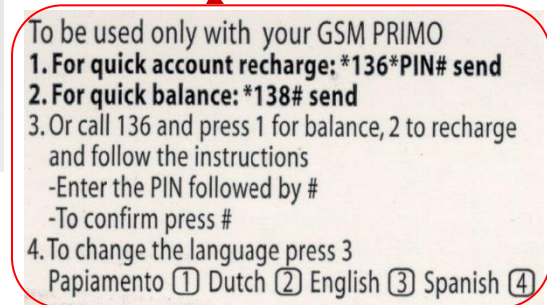 To be used only with your GSM PRIMO
1. For quick account recharge: *136*PIN# send
2. For quick balance: *138# send
3. Or call 136 and press 1 for balance, 2 to recharge
and follow the instructions
-Enter the PIN followed by #
-To confirm press #
4. To change the language press 3
Papiamento 1 Dutch 2 English 3 Spanish 4